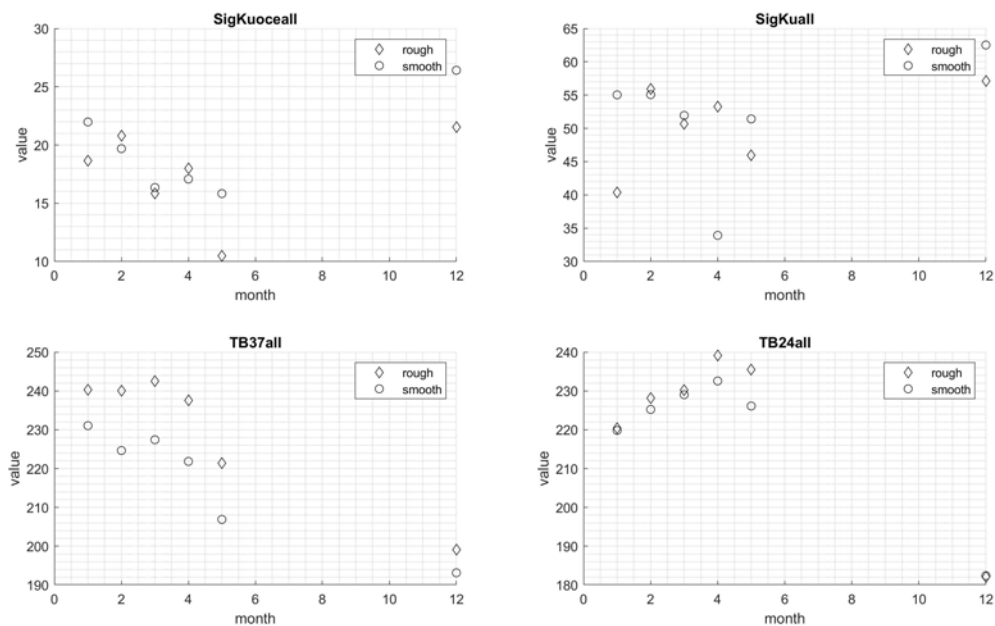 SigKuoceall
30
25
20
15
10
value
0 2 4 6 8 10 12
month
rough
smooth
SigKuall
65
60
55
50
45
40
35
30
value
0 2 4 6 8 10 12
month
rough
smooth
TB37all
250
240
230
220
210
200
190
value
0 2 4 6 8 10 12
month
rough
smooth
TB24all
240
230
220
210
200
190
180
value
0 2 4 6 8 10 12
month
rough
smooth